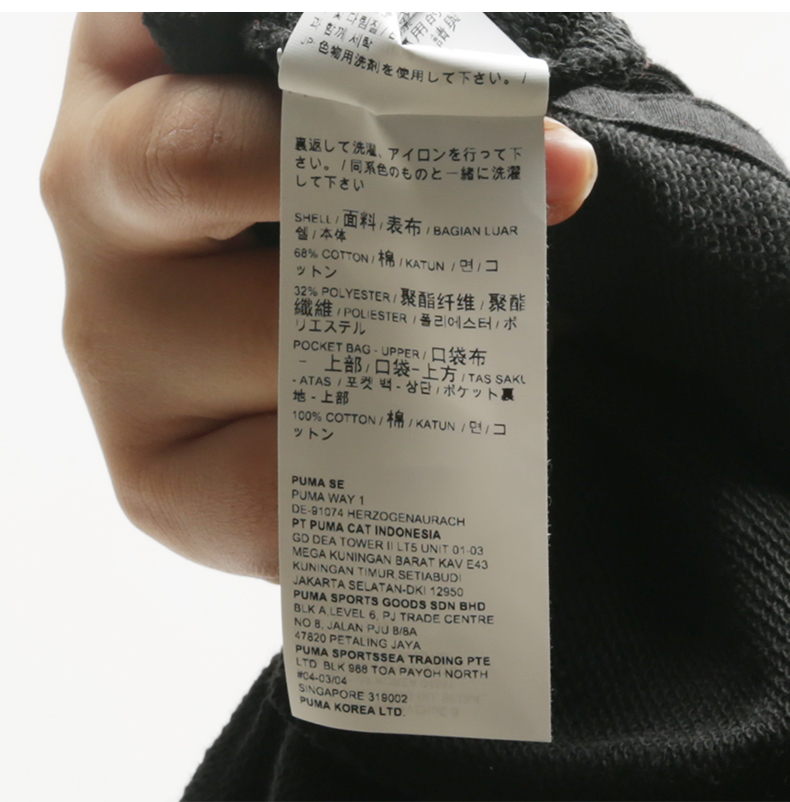 과 함께 세탁
用的
請與
色物用洗剤を使用して下さい。 /
裏返して洗濯、アイロンを行って下
さい。 / 同系色のものと一緒に洗濯
して下さい
SHELL / 面料 / 表布 / BAGIAN LUAR
쉘 / 本体
68% COTTON / 棉 / KATUN / 면 / コ
ットン
32% POLYESTER / 聚酯纤维 / 聚酯
纖維 / POLIESTER / 폴리에스터 / ポ
リエステル
POCKET BAG - UPPER / 口袋布
- 上部 / 口袋-上方 / TAS SAKU
- ATAS / 포켓 백 - 상단 / ポケット裏
地 - 上部
100% COTTON / 棉 / KATUN / 면 / コ
ットン
PUMA SE
PUMA WAY 1
DE-91074 HERZOGENAURACH
PT PUMA CAT INDONESIA
GD DEA TOWER II LT5 UNIT 01-03
MEGA KUNINGAN BARAT KAV E43
KUNINGAN TIMUR,SETIABUDI
JAKARTA SELATAN-DKI 12950
PUMA SPORTS GOODS SDN BHD
BLK A,LEVEL 6, PJ TRADE CENTRE
NO 8, JALAN PJU 8/8A
47820 PETALING JAYA
PUMA SPORTSSEA TRADING PTE
LTD. BLK 988 TOA PAYOH NORTH
#04-03/04
SINGAPORE 319002
PUMA KOREA LTD.